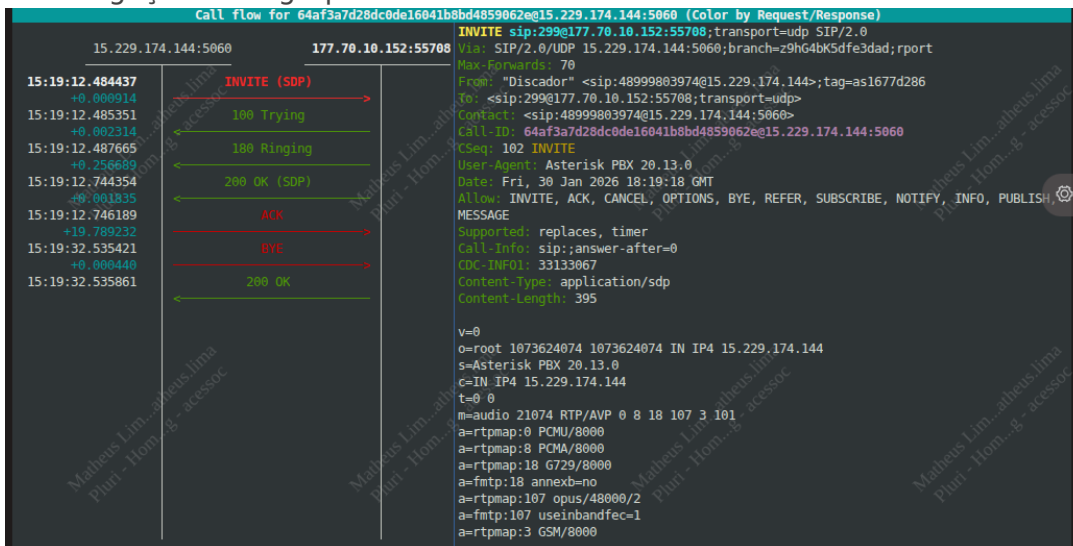 Call flow for 64af3a7d28dc0de16041b8bd4859062e@15.229.174.144:5060 (Color by Request/Response)
15.229.174.144:5060 177.70.10.152:55708
15:19:12.484437 INVITE (SDP)
+0.000914
15:19:12.485351 100 Trying
+0.002314
15:19:12.487665 180 Ringing
+0.256689
15:19:12.744354 200 OK (SDP)
+0.001835
15:19:12.746189 ACK
+19.789232
15:19:32.535421 BYE
+0.000440
15:19:32.535861 200 OK
INVITE sip:299@177.70.10.152:55708;transport=udp SIP/2.0
Via: SIP/2.0/UDP 15.229.174.144:5060;branch=z9hG4bK5dfe3dad;rport
Max-Forwards: 70
From: "Discador" <sip:48999803974@15.229.174.144>;tag=as1677d286
To: <sip:299@177.70.10.152:55708;transport=udp>
Contact: <sip:48999803974@15.229.174.144:5060>
Call-ID: 64af3a7d28dc0de16041b8bd4859062e@15.229.174.144:5060
CSeq: 102 INVITE
User-Agent: Asterisk PBX 20.13.0
Date: Fri, 30 Jan 2026 18:19:18 GMT
Allow: INVITE, ACK, CANCEL, OPTIONS, BYE, REFER, SUBSCRIBE, NOTIFY, INFO, PUBLISH,
MESSAGE
Supported: replaces, timer
Call-Info: sip:;answer-after=0
CDC-INFO1: 33133067
Content-Type: application/sdp
Content-Length: 395
v=0
o=root 1073624074 1073624074 IN IP4 15.229.174.144
s=Asterisk PBX 20.13.0
c=IN IP4 15.229.174.144
t=0 0
m=audio 21074 RTP/AVP 0 8 18 107 3 101
a=rtpmap:0 PCMU/8000
a=rtpmap:8 PCMA/8000
a=rtpmap:18 G729/8000
a=fmtp:18 annexb=no
a=rtpmap:107 opus/48000/2
a=fmtp:107 useinbandfec=1
a=rtpmap:3 GSM/8000
Matheus Lim...atheus.lima
Pluri - Hom...g - acessoc